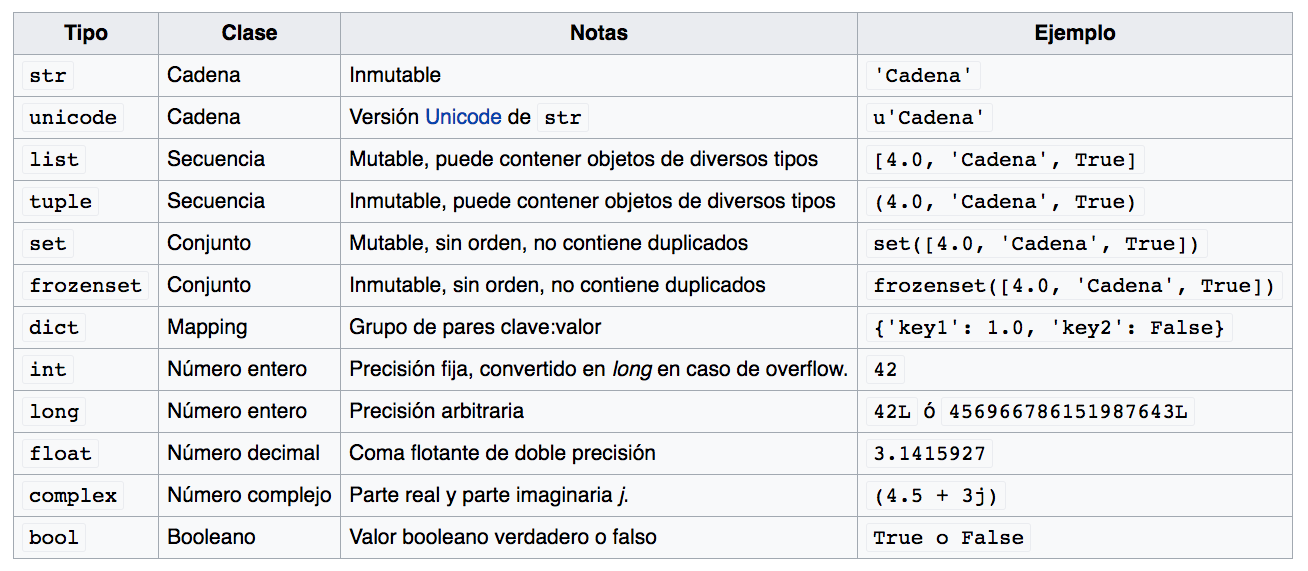 Tipo Clase Notas Ejemplo
str Cadena Inmutable 'Cadena'
unicode Cadena Versión Unicode de str u'Cadena'
list Secuencia Mutable, puede contener objetos de diversos tipos [4.0, 'Cadena', True]
tuple Secuencia Inmutable, puede contener objetos de diversos tipos (4.0, 'Cadena', True)
set Conjunto Mutable, sin orden, no contiene duplicados set([4.0, 'Cadena', True])
frozenset Conjunto Inmutable, sin orden, no contiene duplicados frozenset([4.0, 'Cadena', True])
dict Mapping Grupo de pares clave:valor {'key1': 1.0, 'key2': False}
int Número entero Precisión fija, convertido en long en caso de overflow. 42
long Número entero Precisión arbitraria 42L ó 456966786151987643L
float Número decimal Coma flotante de doble precisión 3.1415927
complex Número complejo Parte real y parte imaginaria j. (4.5 + 3j)
bool Booleano Valor booleano verdadero o falso True o False